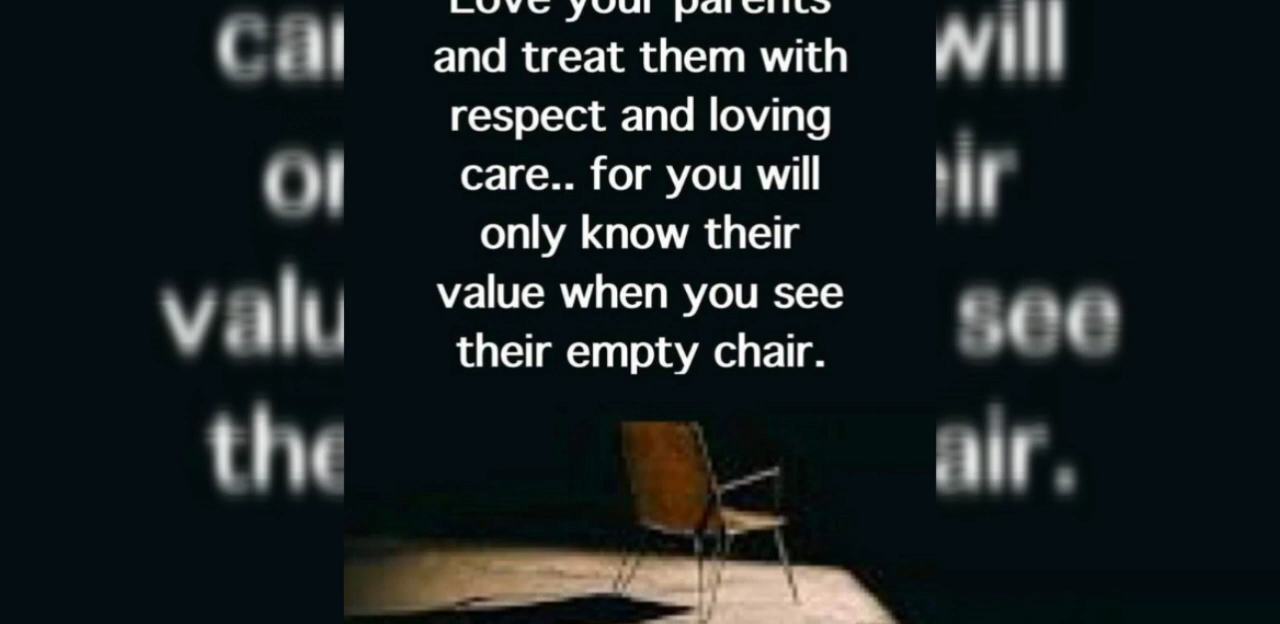 Love your parents
and treat them with
respect and loving
care.. for you will
only know their
value when you see
their empty chair.